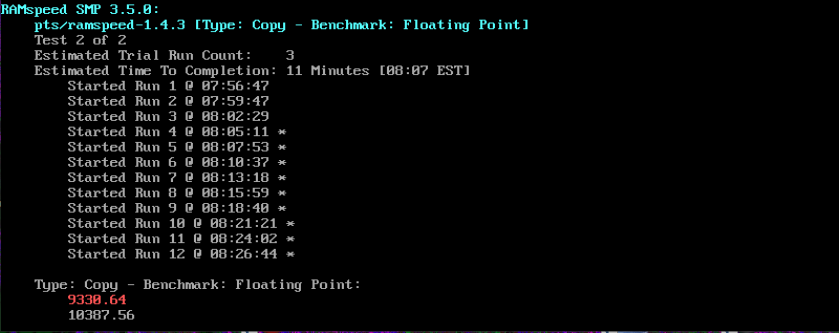 RAMspeed SMP 3.5.0:
pts/ramspeed-1.4.3 [Type: Copy - Benchmark: Floating Point]
Test 2 of 2
Estimated Trial Run Count: 3
Estimated Time To Completion: 11 Minutes [08:07 EST]
Started Run 1 @ 07:56:47
Started Run 2 @ 07:59:47
Started Run 3 @ 08:02:29
Started Run 4 @ 08:05:11 *
Started Run 5 @ 08:07:53 *
Started Run 6 @ 08:10:37 *
Started Run 7 @ 08:13:18 *
Started Run 8 @ 08:15:59 *
Started Run 9 @ 08:18:40 *
Started Run 10 @ 08:21:21 *
Started Run 11 @ 08:24:02 *
Started Run 12 @ 08:26:44 *
Type: Copy - Benchmark: Floating Point:
9330.64
10387.56